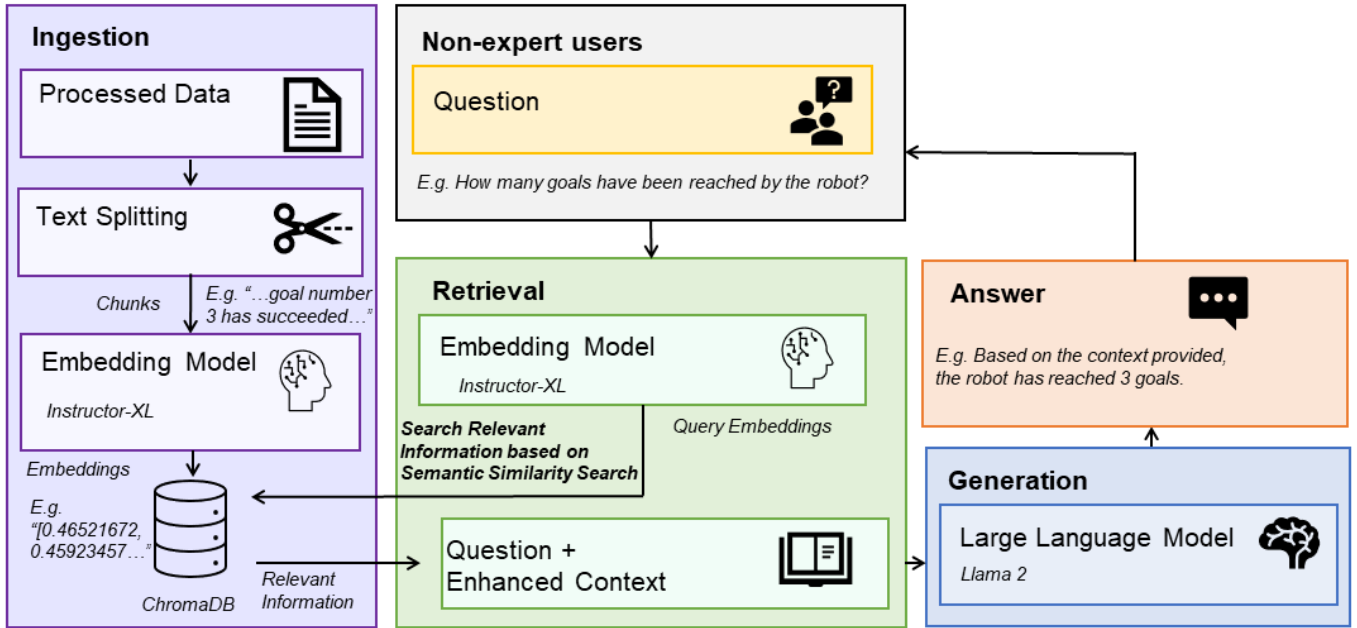 Ingestion
Processed Data
Text Splitting
Chunks
E.g. “…goal number
3 has succeeded…”
Embedding Model
Instructor-XL
Embeddings
E.g.
“[0.46521672,
0.45923457…”
ChromaDB
Relevant
Information
Non-expert users
Question
?
E.g. How many goals have been reached by the robot?
Retrieval
Embedding Model
Instructor-XL
Search Relevant
Information based on
Semantic Similarity Search
Query Embeddings
Question +
Enhanced Context
Answer
E.g. Based on the context provided,
the robot has reached 3 goals.
Generation
Large Language Model
Llama 2